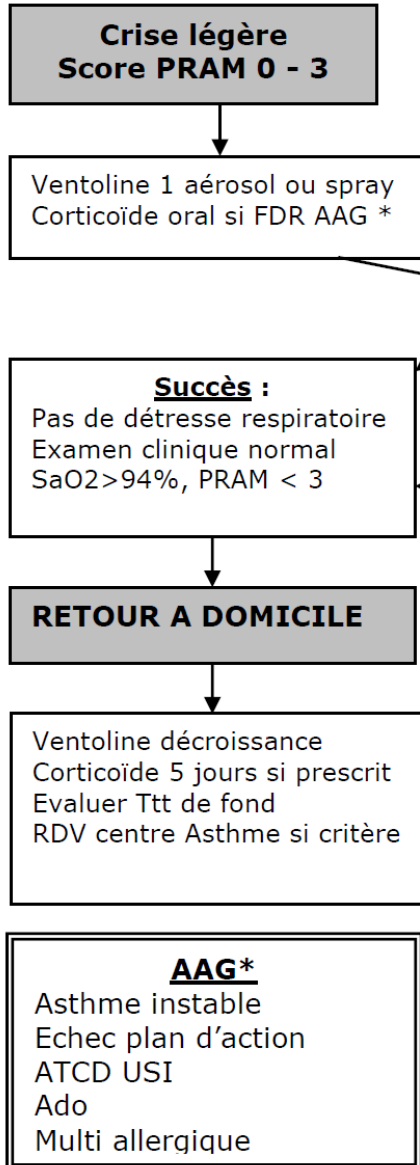 Crise légère
Score PRAM 0 - 3
Ventoline 1 aérosol ou spray
Corticoïde oral si FDR AAG *
Succès :
Pas de détresse respiratoire
Examen clinique normal
SaO2>94%, PRAM < 3
RETOUR A DOMICILE
Ventoline décroissance
Corticoïde 5 jours si prescrit
Evaluer Ttt de fond
RDV centre Asthme si critère
AAG*
Asthme instable
Echec plan d’action
ATCD USI
Ado
Multi allergique